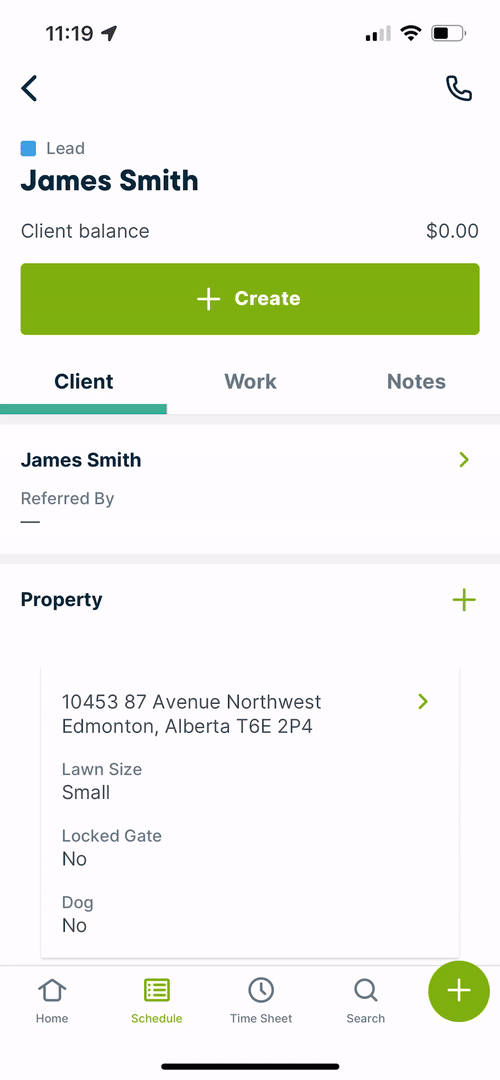 11:19
Lead
James Smith
Client balance $0.00
Create
Client Work Notes
James Smith
Referred By
—
Property
10453 87 Avenue Northwest
Edmonton, Alberta T6E 2P4
Lawn Size
Small
Locked Gate
No
Dog
No
Home Schedule Time Sheet Search